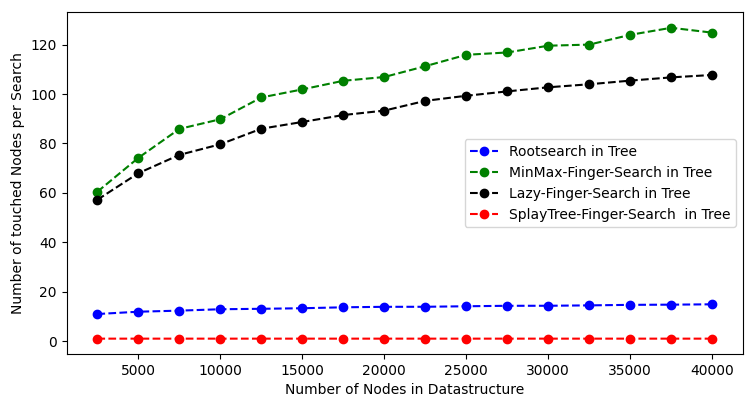 120
100
80
60
40
20
0
Number of touched Nodes per Search
Rootsearch in Tree
MinMax-Finger-Search in Tree
Lazy-Finger-Search in Tree
SplayTree-Finger-Search  in Tree
5000 10000 15000 20000 25000 30000 35000 40000
Number of Nodes in Datastructure